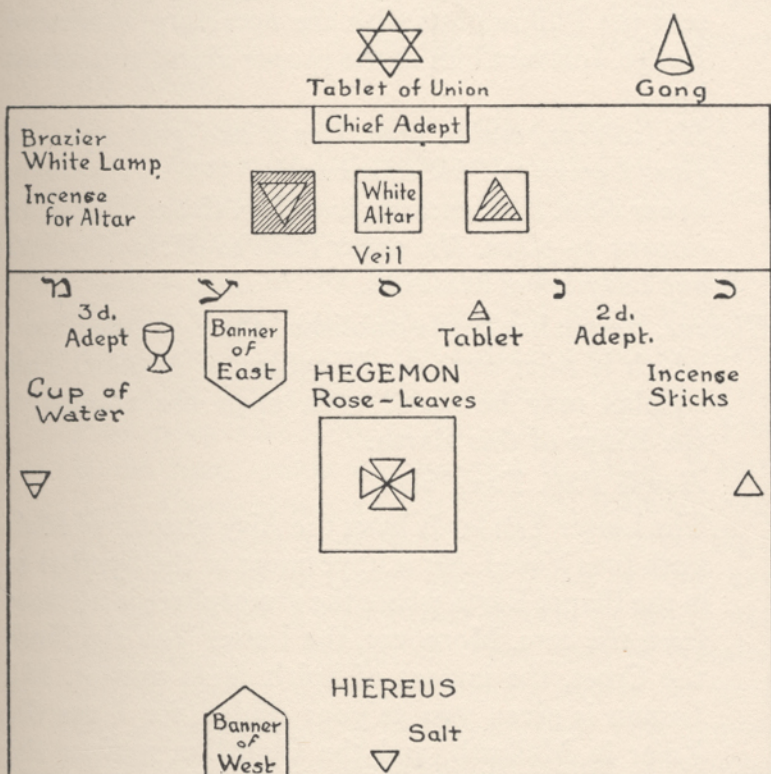 Tablet of Union
Gong
Chief Adept
Brazier
White Lamp
Incense
for Altar
White
Altar
Veil
מ צ ס נ כ
3d.
Adept
Banner
of
East
Tablet
2d.
Adept.
Cup of
Water
HEGEMON
Rose-Leaves
Incense
Sticks
HIEREUS
Banner
of
West
Salt